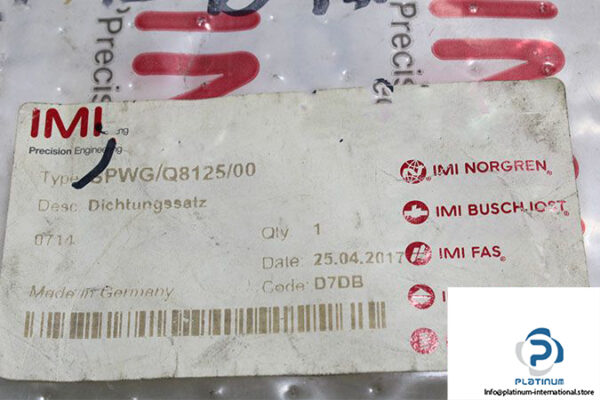 IMI
Precision Engineering
Type: SPWG/Q8125/00
Desc: Dichtungssatz
0714
Qty: 1
Date: 25.04.2017
Code: D7DB
Made in Germany
IMI NORGREN
IMI BUSCHJOST
IMI FAS
PLATINUM
Info@platinum-international.store